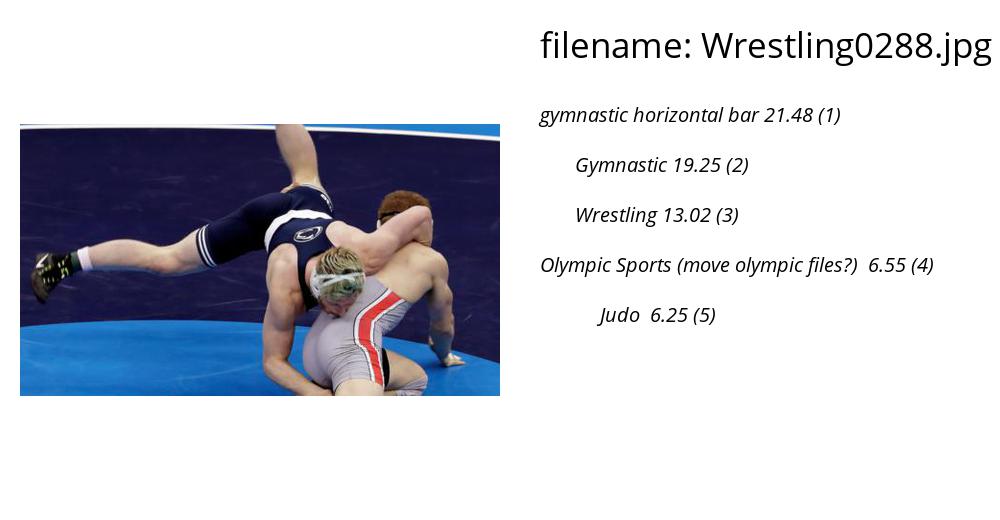 filename: Wrestling0288.jpg
gymnastic horizontal bar 21.48 (1)
Gymnastic 19.25 (2)
Wrestling 13.02 (3)
Olympic Sports (move olympic files?)  6.55 (4)
Judo  6.25 (5)